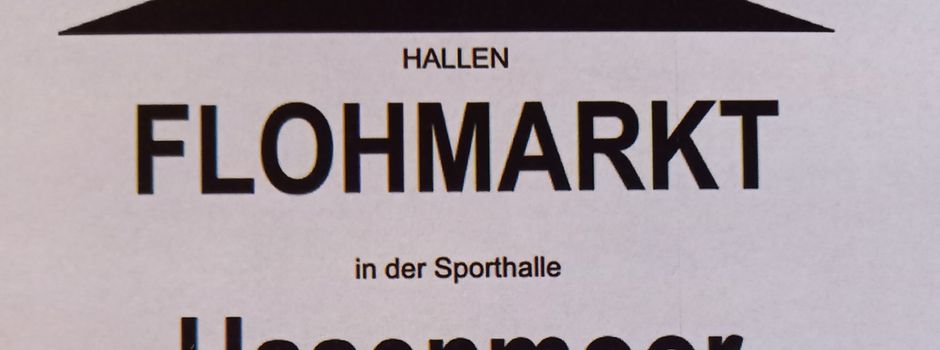 HALLEN
FLOHMARKT
in der Sporthalle